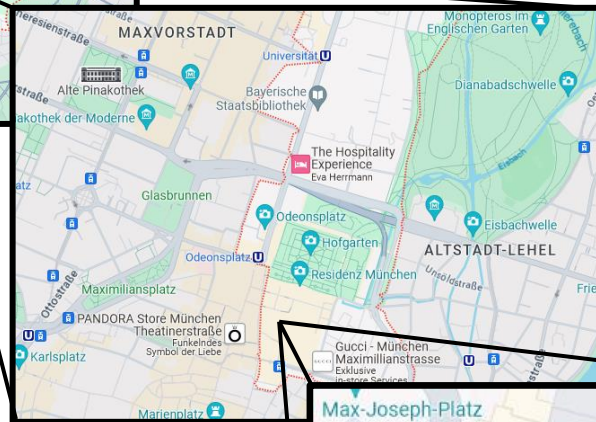 MAXVORSTADT
Monopteros im
Englischen Garten
Universität
Alte Pinakothek
Bayerische
Staatsbibliothek
Dianabadschwelle
Pinakothek der Moderne
The Hospitality
Experience
Eva Herrmann
Eisbach
Glasbrunnen
Odeonsplatz
Eisbachwelle
Hofgarten
ALTSTADT-LEHEL
Odeonsplatz
Residenz München
Unsöldstraße
Ottostraße
Maximiliansplatz
PANDORA Store München
Theatinerstraße
Funkelndes
Symbol der Liebe
Gucci - München
Maximillianstrasse
Exklusive
in-store Services
Karlsplatz
Marienplatz
Max-Joseph-Platz